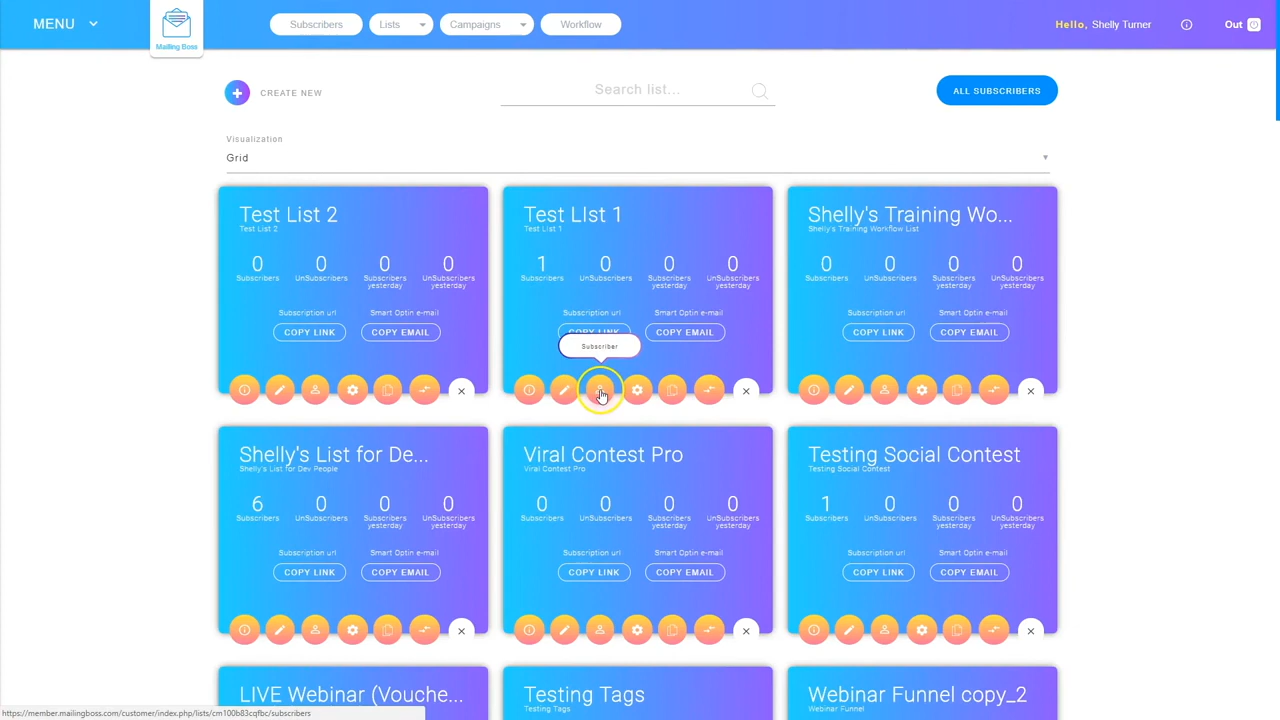 MENU
Mailing Boss
Subscribers
Lists
Campaigns
Workflow
Hello, Shelly Turner
Out
CREATE NEW
Search list...
ALL SUBSCRIBERS
Visualization
Grid
Test List 2
Test List 2
0 0 0 0
Subscribers UnSubscribers Subscribers yesterday UnSubscribers yesterday
Subscription url Smart Optin e-mail
COPY LINK COPY EMAIL
Test LIst 1
Test List 1
1 0 0 0
Subscribers UnSubscribers Subscribers yesterday UnSubscribers yesterday
Subscription url Smart Optin e-mail
COPY LINK COPY EMAIL
Subscriber
Shelly's Training Wo...
Shelly's Training Workflow List
0 0 0 0
Subscribers UnSubscribers Subscribers yesterday UnSubscribers yesterday
Subscription url Smart Optin e-mail
COPY LINK COPY EMAIL
Shelly's List for De...
Shelly's List for Dev People
6 0 0 0
Subscribers UnSubscribers Subscribers yesterday UnSubscribers yesterday
Subscription url Smart Optin e-mail
COPY LINK COPY EMAIL
Viral Contest Pro
Viral Contest Pro
0 0 0 0
Subscribers UnSubscribers Subscribers yesterday UnSubscribers yesterday
Subscription url Smart Optin e-mail
COPY LINK COPY EMAIL
Testing Social Contest
Testing Social Contest
1 0 0 0
Subscribers UnSubscribers Subscribers yesterday UnSubscribers yesterday
Subscription url Smart Optin e-mail
COPY LINK COPY EMAIL
LIVE Webinar (Vouche...
Testing Tags
Testing Tags
Webinar Funnel copy_2
Webinar Funnel
https://member.mailingboss.com/customer/index.php/lists/cm100b83cqfbc/subscribers